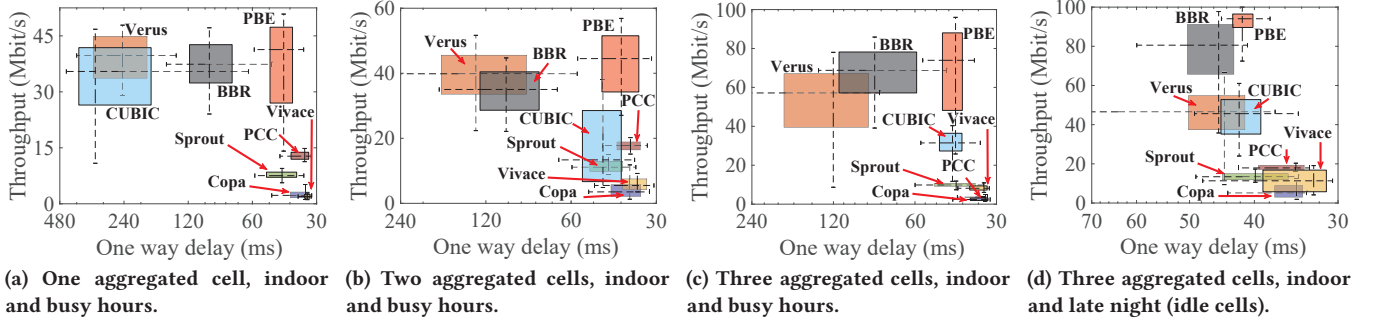 Throughput (Mbit/s)
45
30
15
0
Verus
PBE
CUBIC
BBR
Vivace
Sprout
PCC
Copa
480
240
120
60
30
One way delay (ms)
(a) One aggregated cell, indoor
and busy hours.
Throughput (Mbit/s)
60
40
20
0
PBE
Verus
BBR
PCC
CUBIC
Sprout
Vivace
Copa
240
120
60
30
One way delay (ms)
(b) Two aggregated cells, indoor
and busy hours.
Throughput (Mbit/s)
100
80
60
40
20
0
BBR
PBE
Verus
CUBIC
Vivace
Sprout
PCC
Copa
240
120
60
30
One way delay (ms)
(c) Three aggregated cells, indoor
and busy hours.
Throughput (Mbit/s)
100
80
60
40
20
0
BBR
PBE
Verus
CUBIC
Vivace
PCC
Sprout
Copa
70
60
50
40
30
One way delay (ms)
(d) Three aggregated cells, indoor
and late night (idle cells).